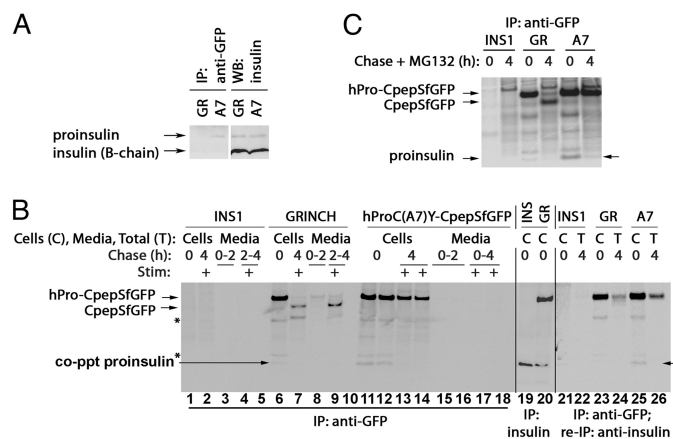 A
IP:
anti-GFP
WB:
insulin
GR
A7
GR
A7
proinsulin
insulin (B-chain)
C
IP: anti-GFP
INS1 GR A7
Chase + MG132 (h): 0 4 0 4 0 4
hPro-CpepSfGFP
CpepSfGFP
proinsulin
B
INS1 GRINCH hProC(A7)Y-CpepSfGFP INS GR INS1 GR A7
Cells (C), Media, Total (T): Cells Media Cells Media Cells Media C C C T C T C T
Chase (h): 0 4 0-2 2-4 0 4 0-2 2-4 0 0 4 0-2 0-4 0 0 0 4 0 4 0 4
Stim: + + + + + + + +
hPro-CpepSfGFP
CpepSfGFP
*
*
co-ppt proinsulin
1 2 3 4 5 6 7 8 9 10 11 12 13 14 15 16 17 18 19 20 21 22 23 24 25 26
IP: anti-GFP
IP:
insulin
IP: anti-GFP;
re-IP: anti-insulin